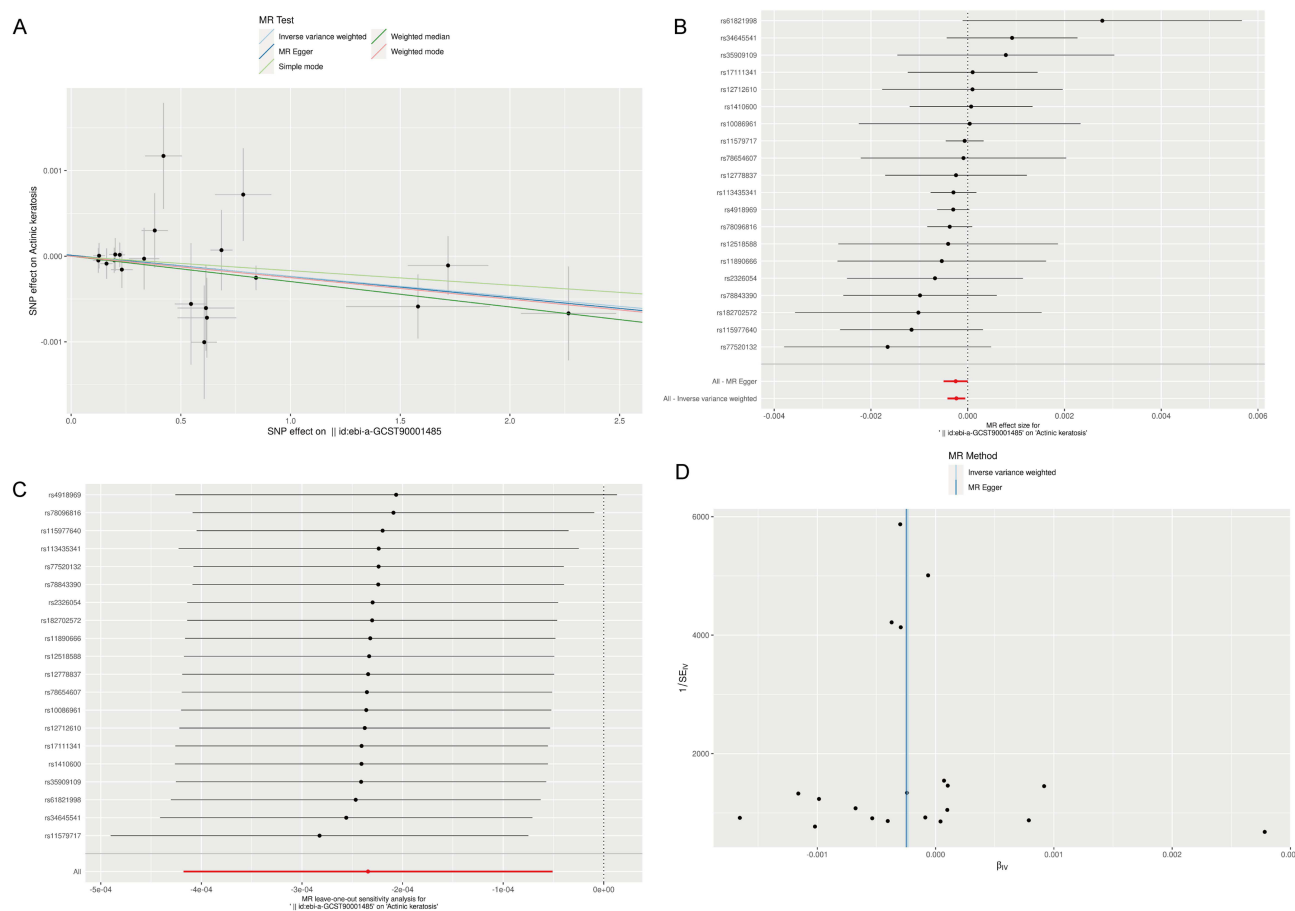 A
MR Test
Inverse variance weighted
Weighted median
MR Egger
Weighted mode
Simple mode
SNP effect on Actinic keratosis
0.001
0.000
-0.001
0.0
0.5
1.0
1.5
2.0
2.5
SNP effect on || id:ebi-a-GCST90001485
B
rs61821998
rs34645541
rs35909109
rs17111341
rs12712610
rs1410600
rs10086961
rs11579717
rs78654607
rs12778837
rs113435341
rs4918969
rs78096816
rs12518588
rs11890666
rs2326054
rs78843390
rs182702572
rs115977640
rs77520132
All - MR Egger
All - Inverse variance weighted
-0.004
-0.002
0.000
0.002
0.004
0.006
MR effect size for
' || id:ebi-a-GCST90001485' on 'Actinic keratosis'
C
rs4918969
rs78096816
rs115977640
rs113435341
rs77520132
rs78843390
rs2326054
rs182702572
rs11890666
rs12518588
rs12778837
rs78654607
rs10086961
rs12712610
rs17111341
rs1410600
rs35909109
rs61821998
rs34645541
rs11579717
All
-5e-04
-4e-04
-3e-04
-2e-04
-1e-04
0e+00
MR leave-one-out sensitivity analysis for
' || id:ebi-a-GCST90001485' on 'Actinic keratosis'
D
MR Method
Inverse variance weighted
MR Egger
1/SE_IV
6000
4000
2000
-0.001
0.000
0.001
0.002
0.00
β_IV